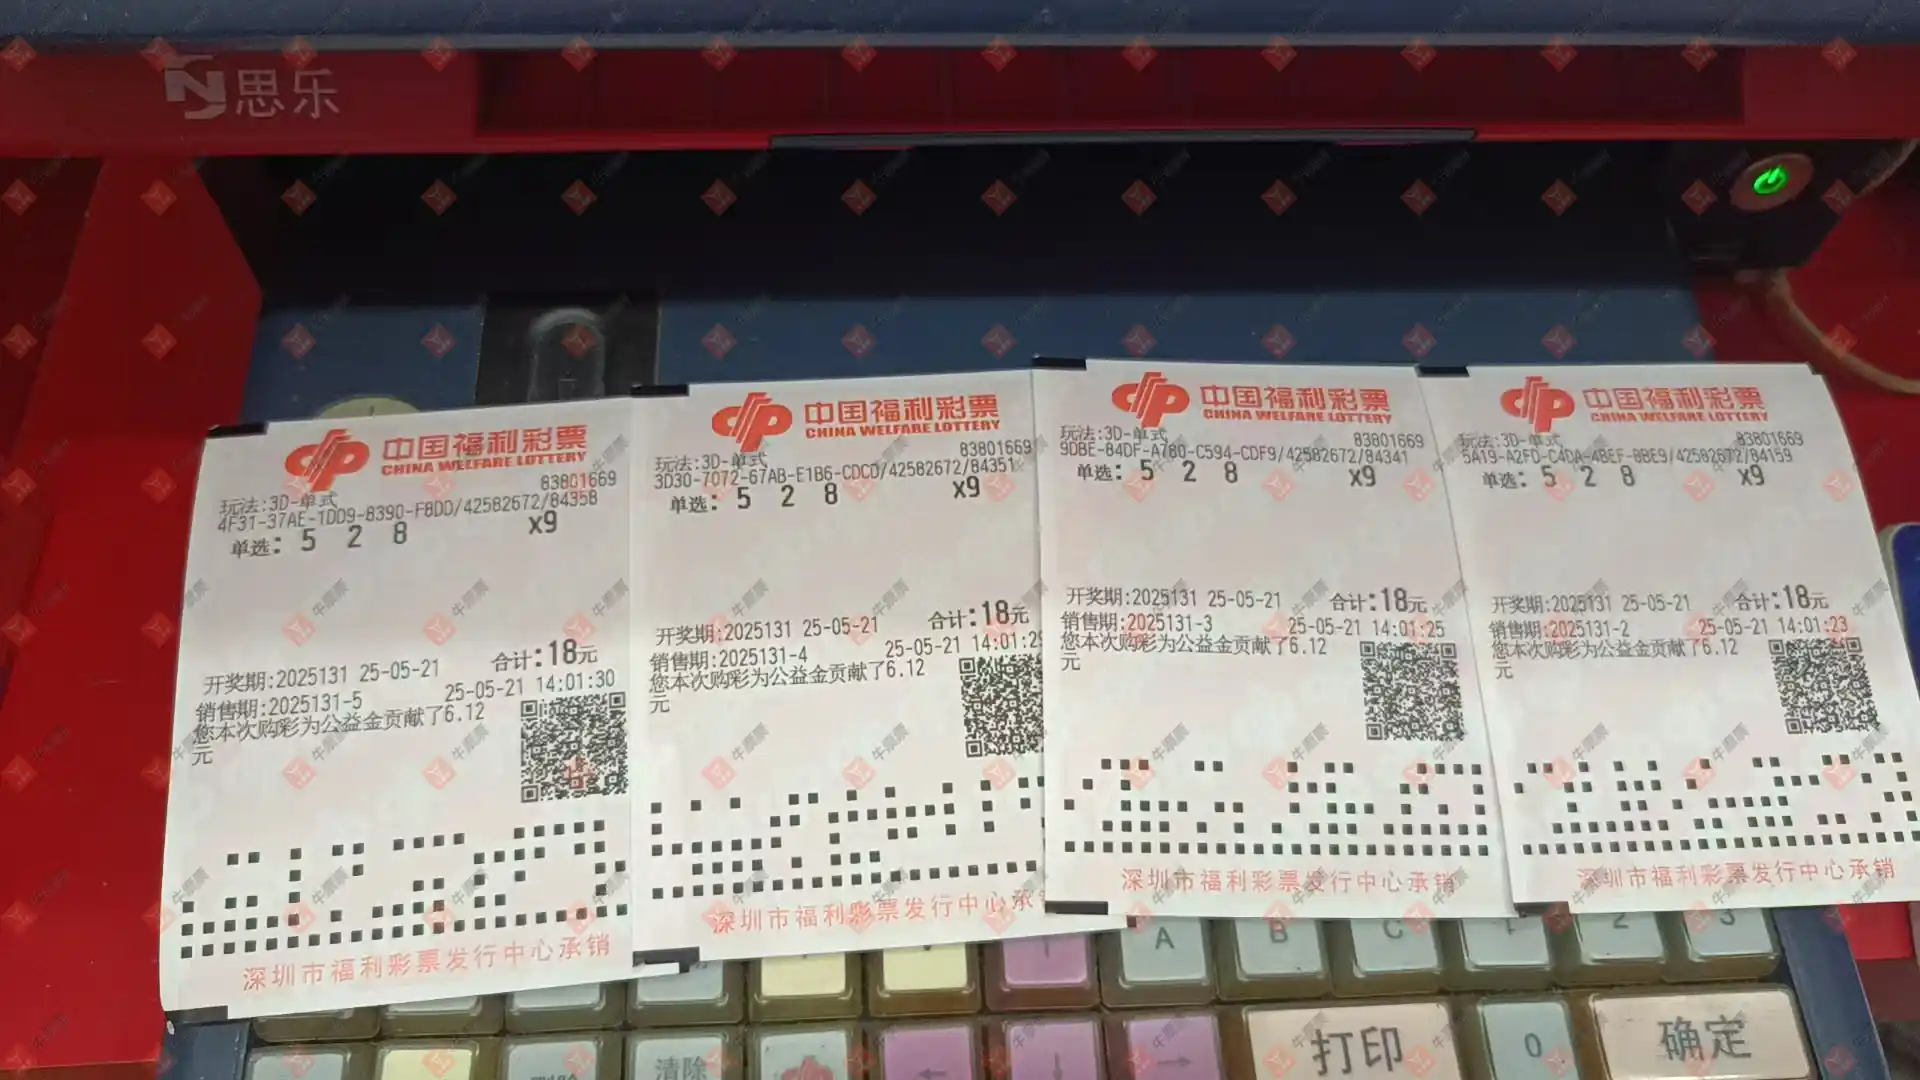 思乐
中国福利彩票
CHINA WELFARE LOTTERY
83801669
玩法:3D-单式
4F31-37AE-1DD9-8390-F8DD/42582672/84358
单选: 5 2 8 x9
合计:18元
开奖期:2025131 25-05-21
销售期:2025131-5 25-05-21 14:01:30
您本次购彩为公益金贡献了6.12
元
深圳市福利彩票发行中心承销
中国福利彩票
CHINA WELFARE LOTTERY
83801669
玩法:3D-单式
3D30-7072-67AB-E1B6-CDCD/42582672/84351
单选: 5 2 8 x9
合计:18元
开奖期:2025131 25-05-21
销售期:2025131-4 25-05-21 14:01:29
您本次购彩为公益金贡献了6.12
元
深圳市福利彩票发行中心承
中国福利彩票
CHINA WELFARE LOTTERY
83801669
玩法:3D-单式
9DBE-84DF-A780-C594-CDF9/42582672/84341
单选: 5 2 8 x9
开奖期:2025131 25-05-21 合计:18元
销售期:2025131-3 25-05-21 14:01:25
您本次购彩为公益金贡献了6.12
元
深圳市福利彩票发行中心承销
中国福利彩票
CHINA WELFARE LOTTERY
83801669
玩法:3D-单式
5A19-A2FD-C4DA-4BEF-8BE9/42582672/84159
单选: 5 2 8 x9
开奖期:2025131 25-05-21 合计:18元
销售期:2025131-2 25-05-21 14:01:23
您本次购彩为公益金贡献了6.12
元
深圳市福利彩票发行中心承销
A B C 1 2 3
删除 清除 ← ↓ → 打印 0 确定
牛票票